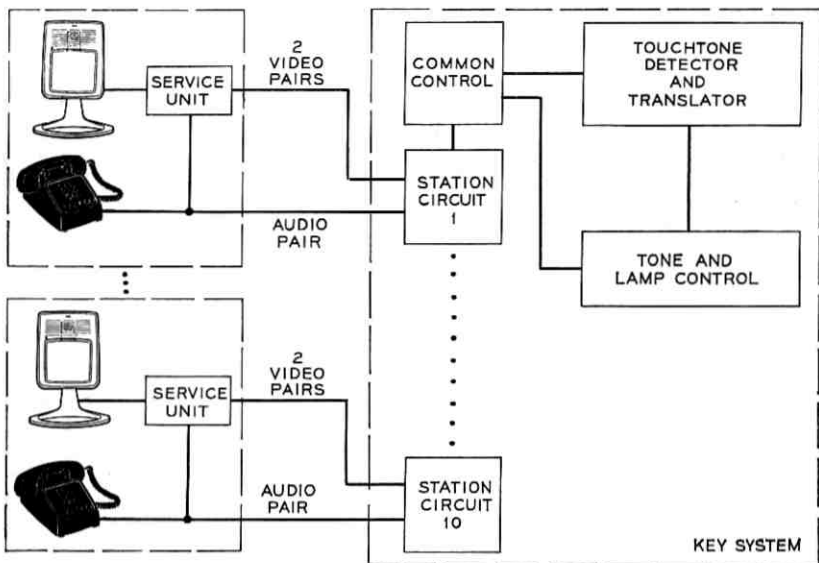 2
VIDEO
PAIRS
SERVICE
UNIT
AUDIO
PAIR
COMMON
CONTROL
TOUCHTONE
DETECTOR
AND
TRANSLATOR
STATION
CIRCUIT
1
TONE AND
LAMP CONTROL
2
VIDEO
PAIRS
SERVICE
UNIT
AUDIO
PAIR
STATION
CIRCUIT
10
KEY SYSTEM